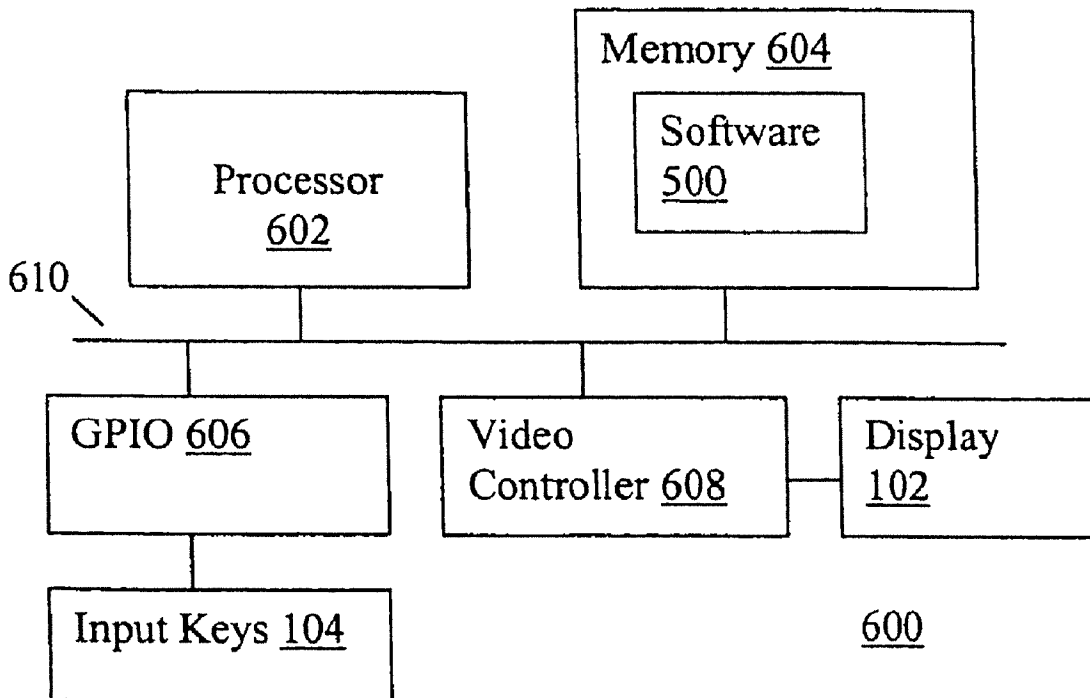 Memory 604
Software
500
Processor
602
610
GPIO 606
Video
Controller 608
Display
102
Input Keys 104
600